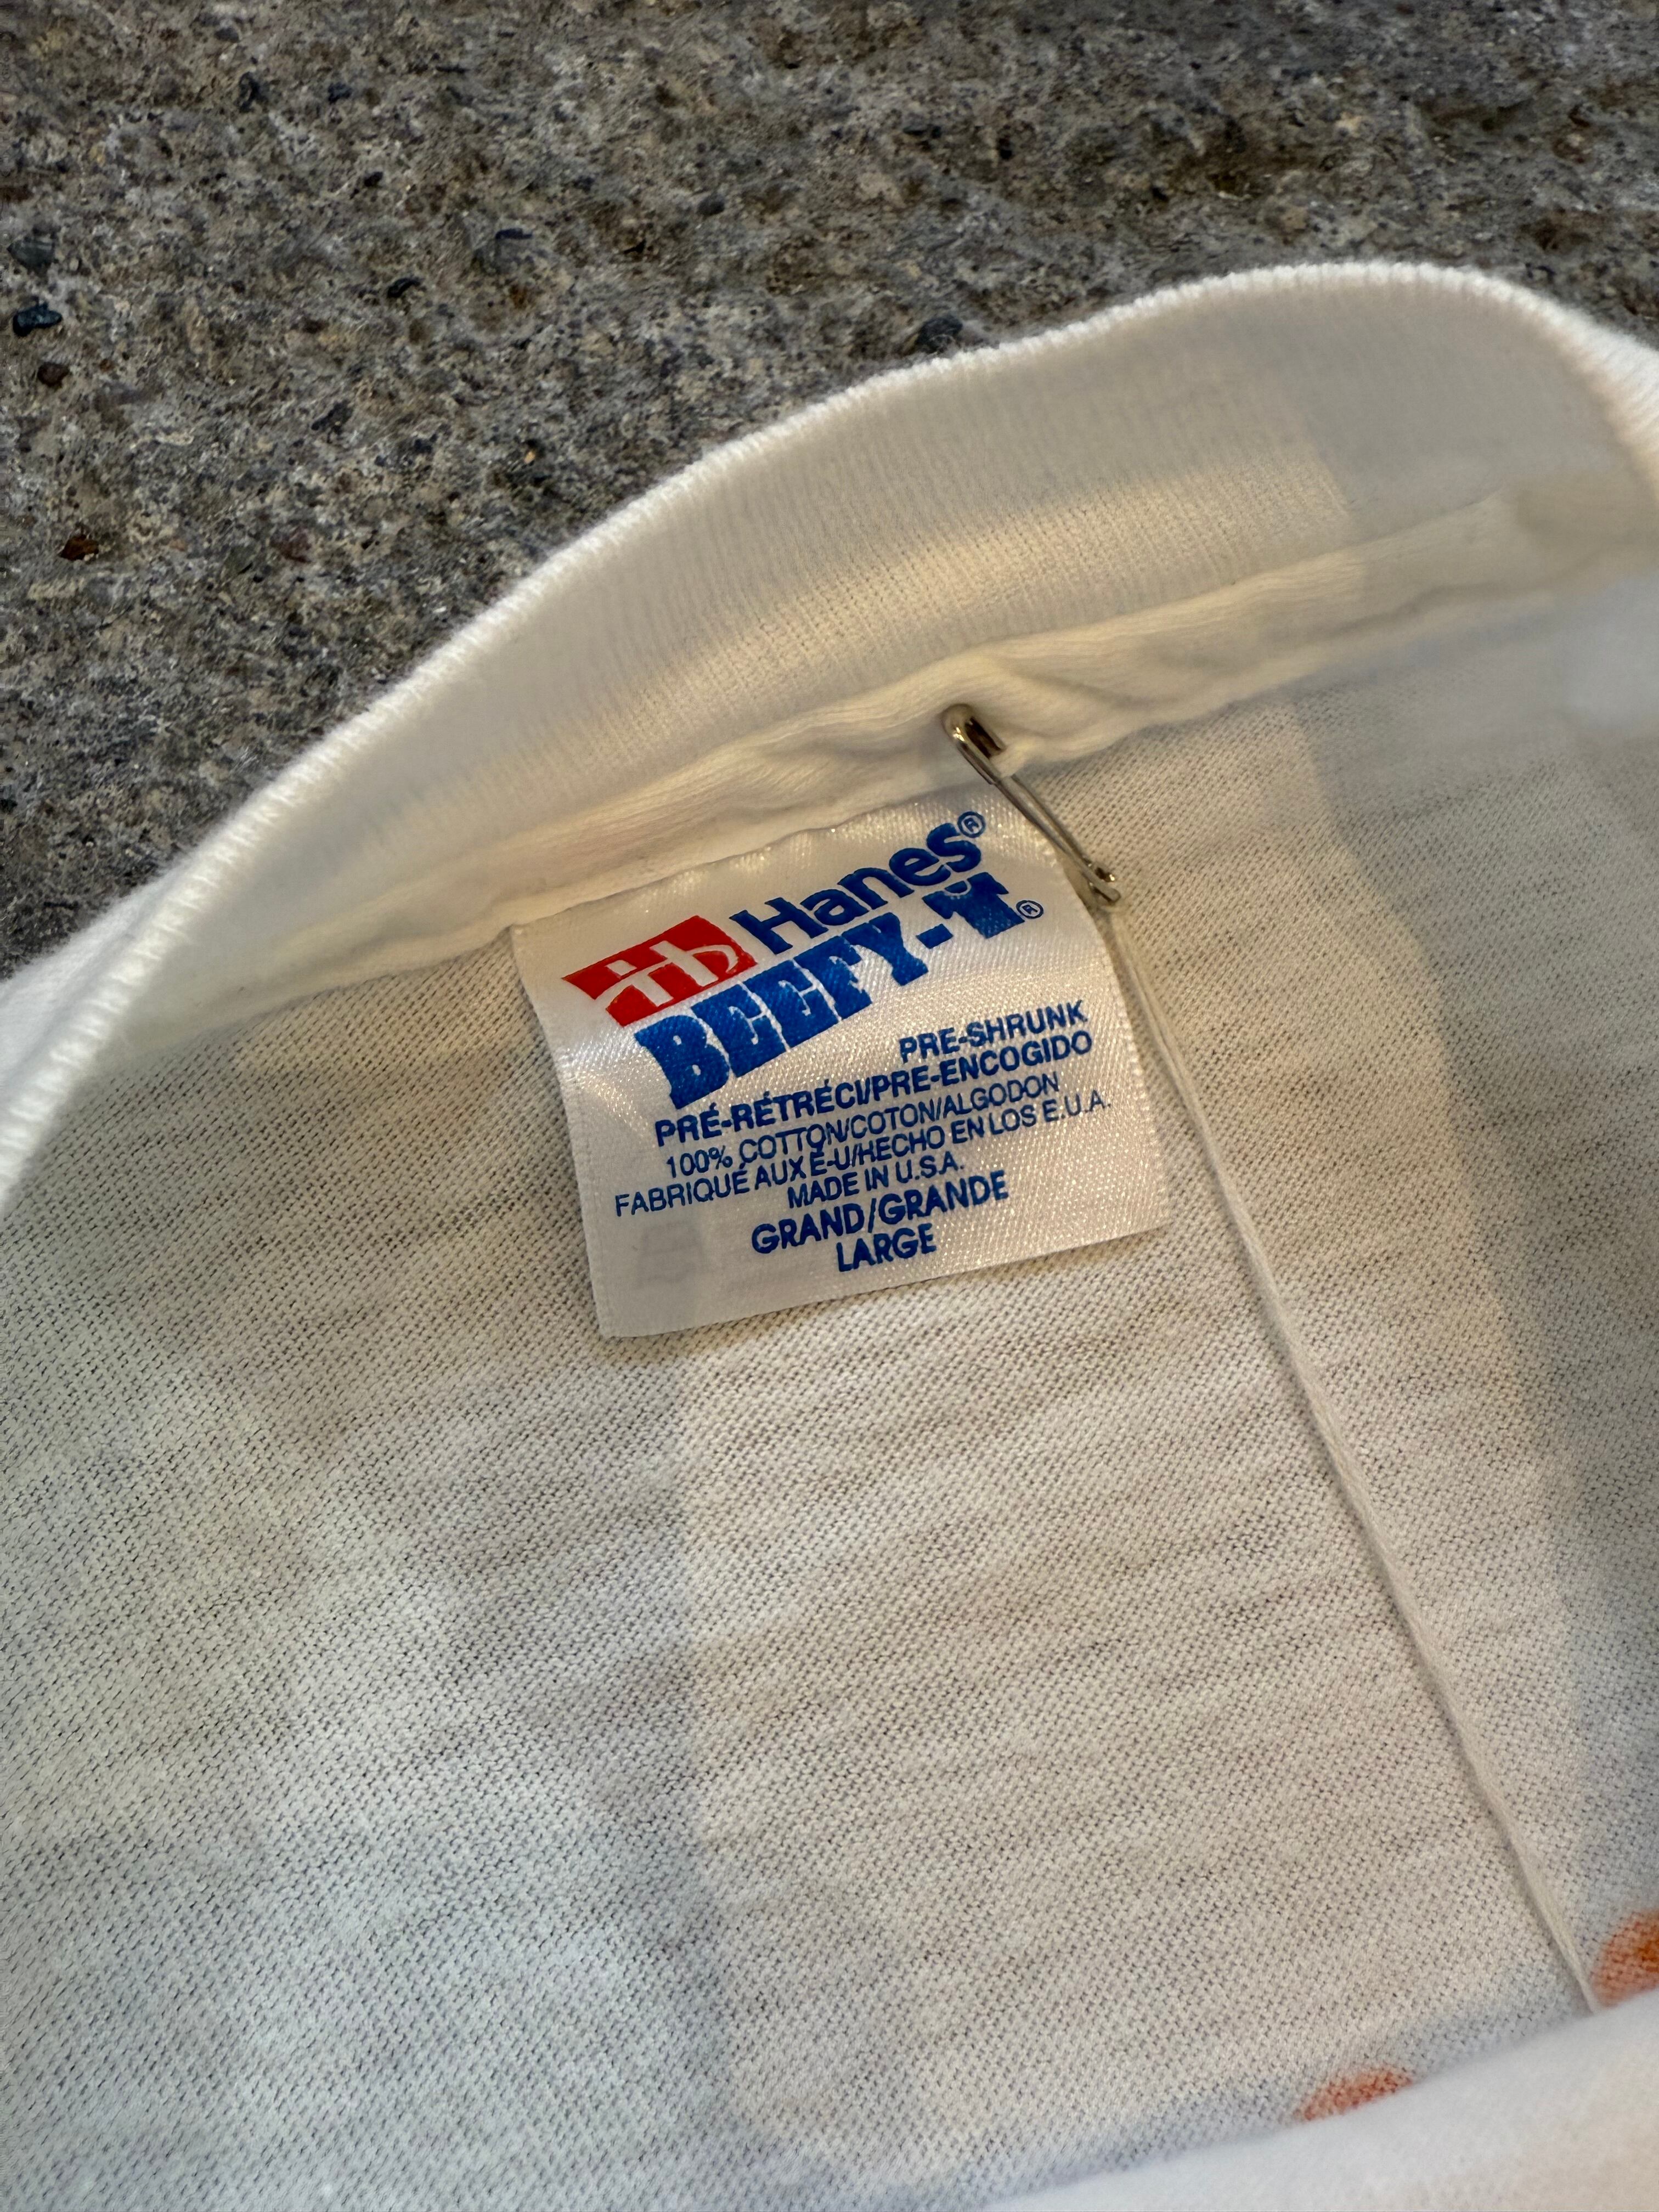 hb Hanes®
BEEFY-T®
PRE-SHRUNK
PRÉ-RÉTRÉCI/PRE-ENCOGIDO
100% COTTON/COTON/ALGODON
FABRIQUÉ AUX É-U/HECHO EN LOS E.U.A.
MADE IN U.S.A.
GRAND/GRANDE
LARGE